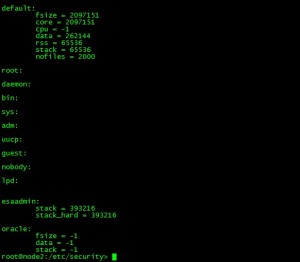 default:
fsize = 2097151
core = 2097151
cpu = -1
data = 262144
rss = 65536
stack = 65536
nofiles = 2000
root:
daemon:
bin:
sys:
adm:
uucp:
guest:
nobody:
lpd:
esaadmin:
stack = 393216
stack_hard = 393216
oracle:
fsize = -1
data = -1
stack = -1
root@node2:/etc/security>